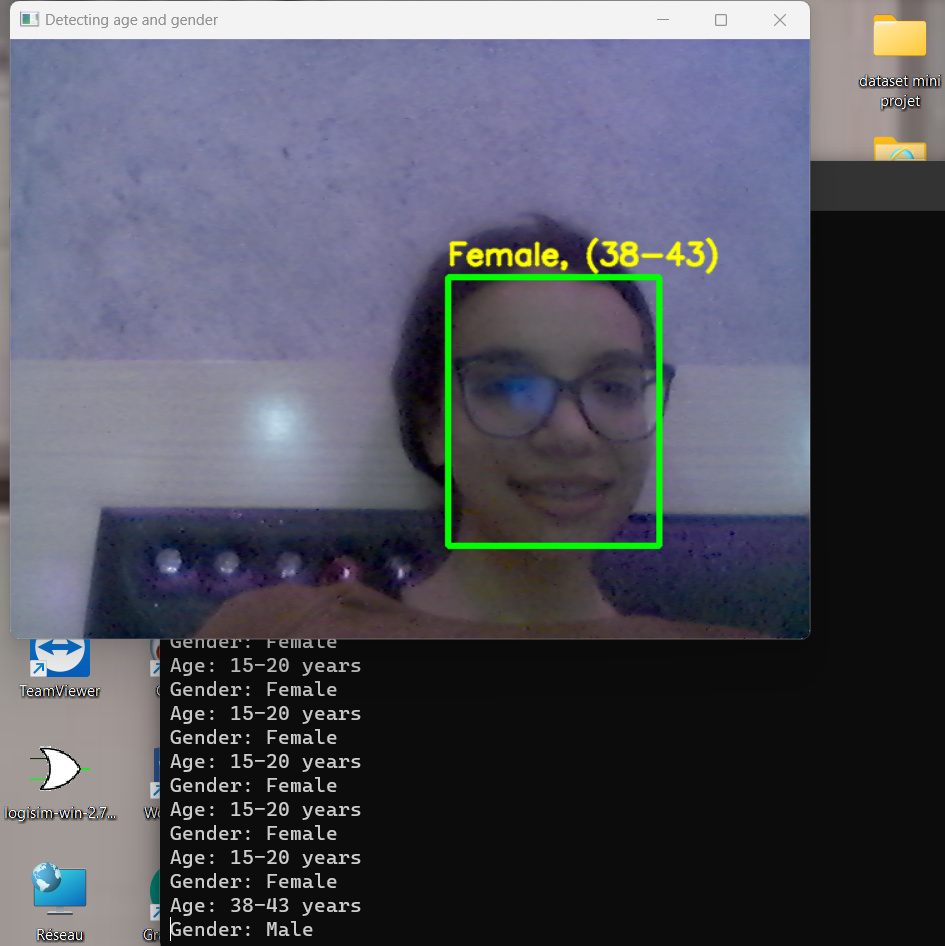 Detecting age and gender
dataset mini
projet
Female, (38-43)
Gender: Female
Age: 15-20 years
Gender: Female
Age: 15-20 years
Gender: Female
Age: 15-20 years
Gender: Female
Age: 15-20 years
Gender: Female
Age: 15-20 years
Gender: Female
Age: 38-43 years
Gender: Male
TeamViewer
logisim-win-2.7...
Réseau